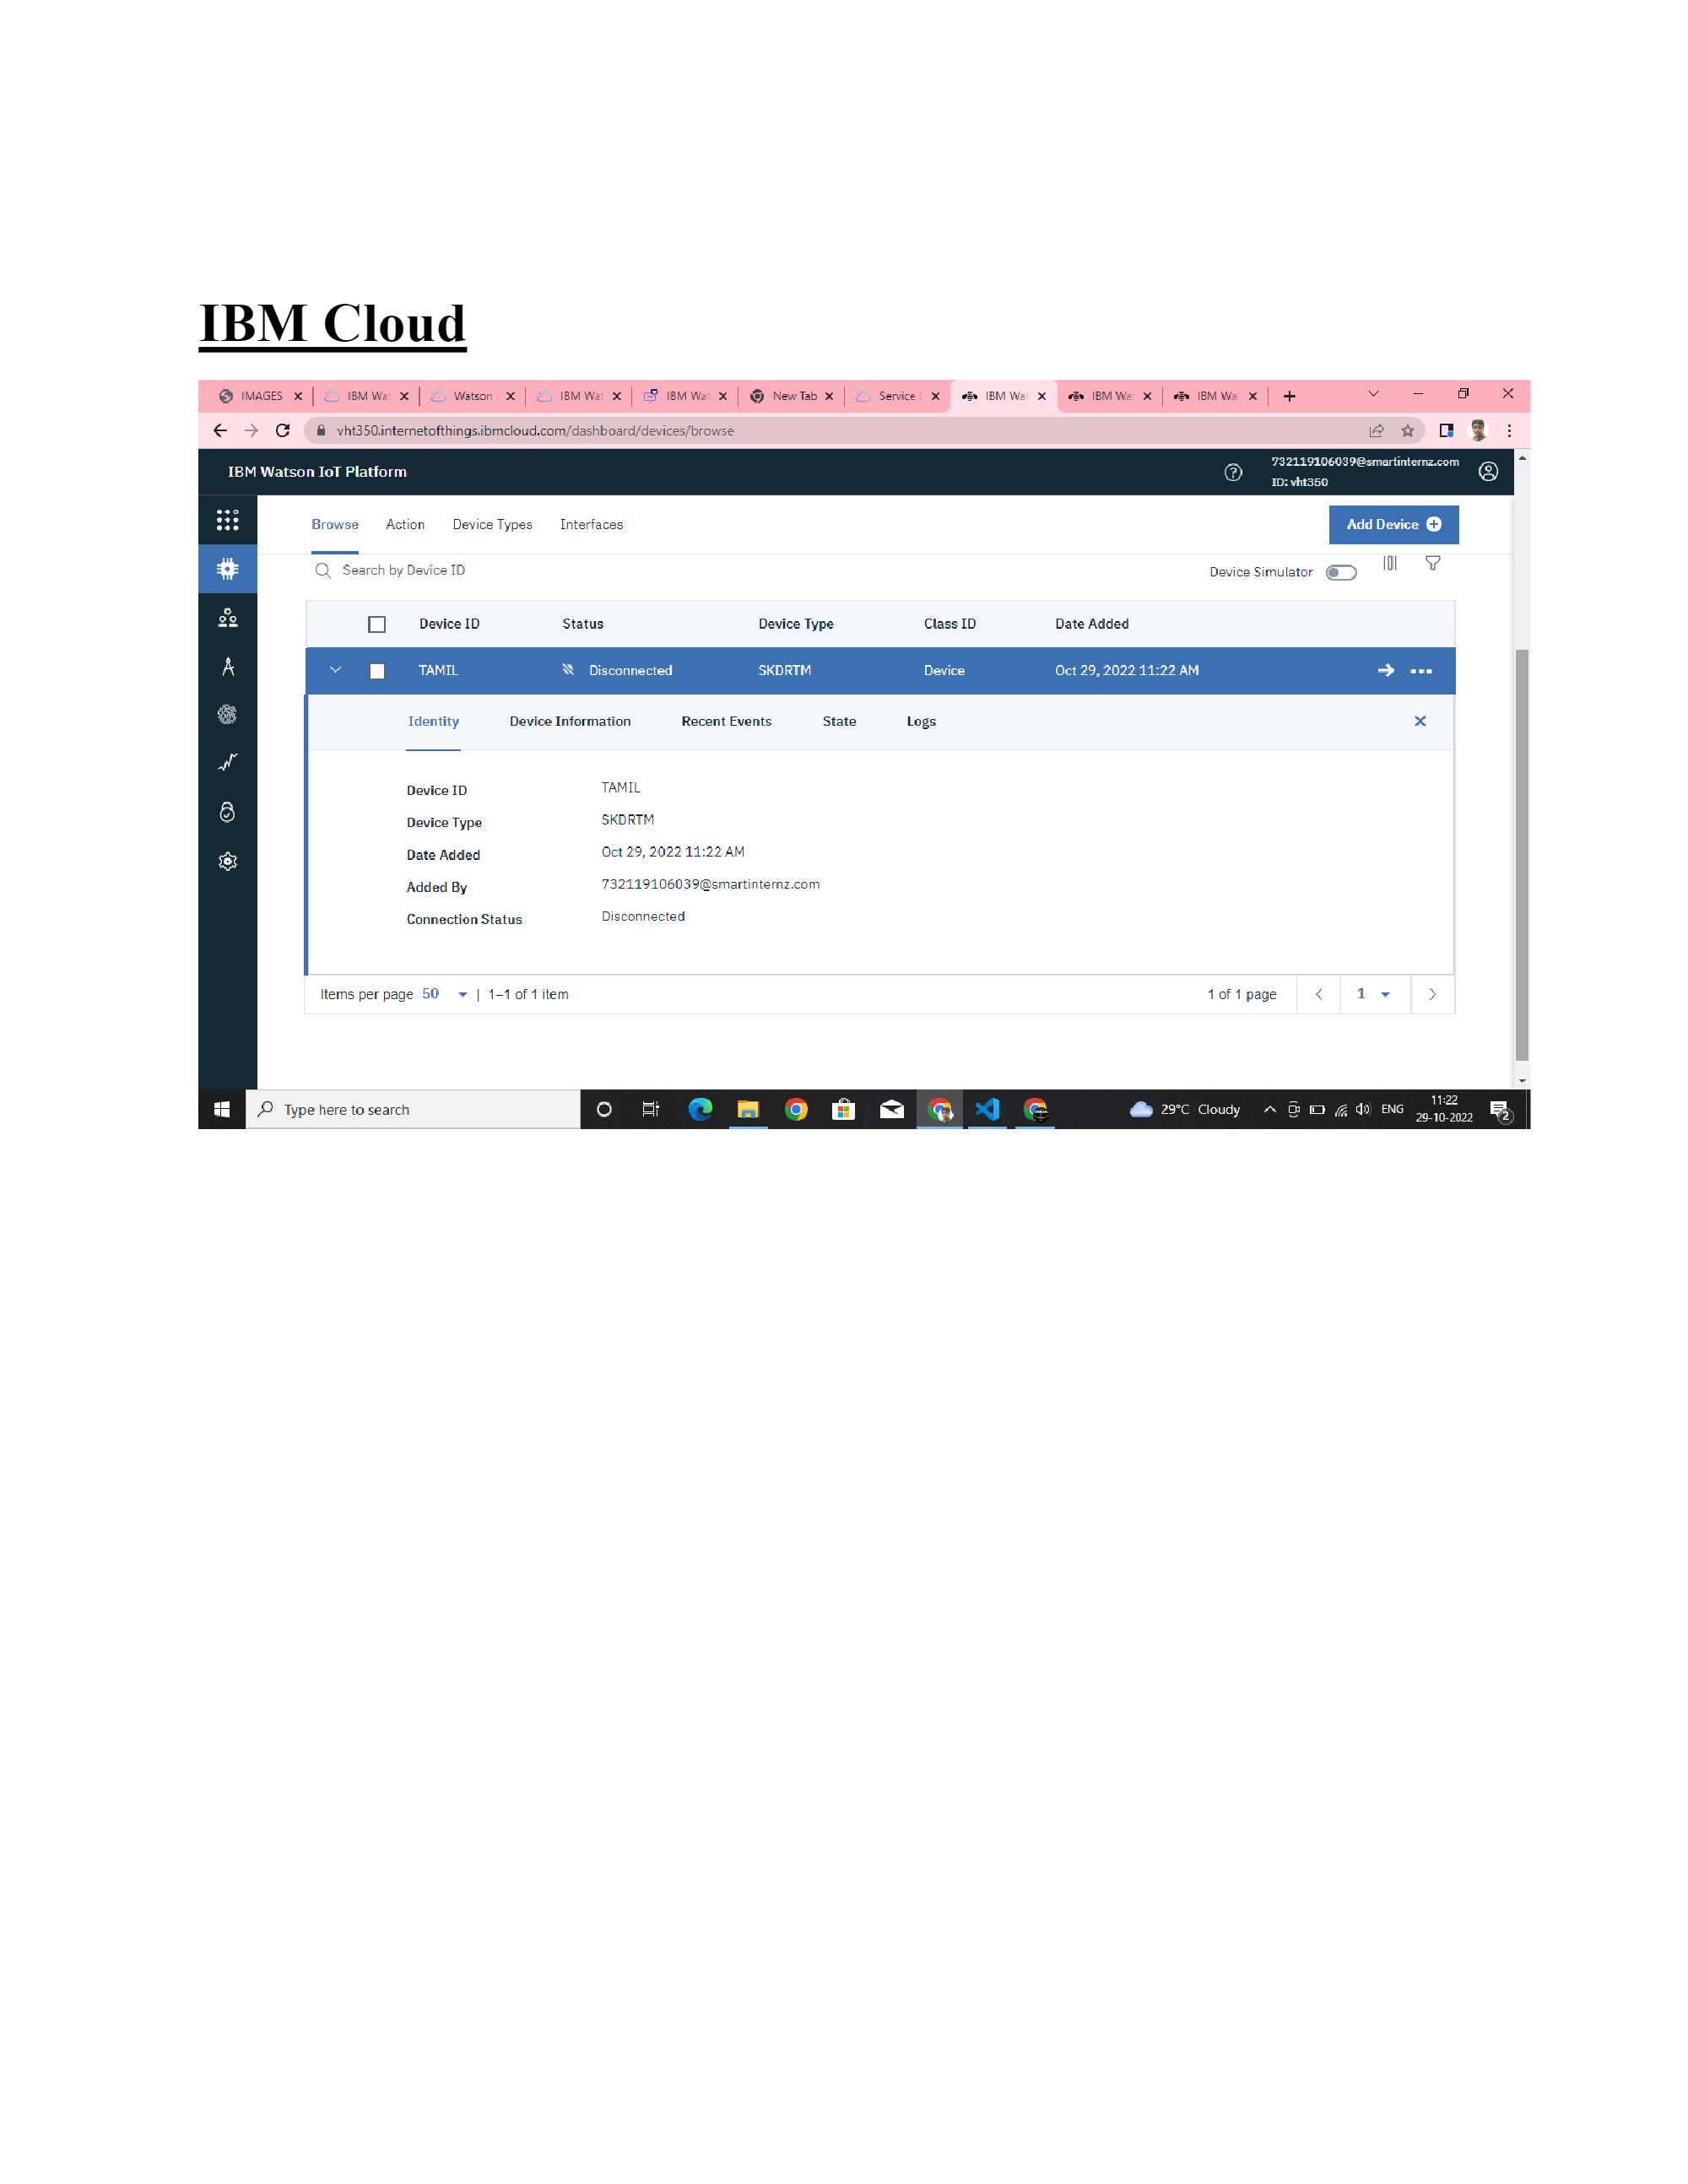 IBM Cloud
IMAGES IBM Wat Watson IBM Wat IBM Wat New Tab Service IBM Wat IBM Wa IBM Wat
vht350.internetofthings.ibmcloud.com/dashboard/devices/browse
IBM Watson IoT Platform
732119106039@smartinternz.com
ID: vht350
Browse Action Device Types Interfaces Add Device
Search by Device ID Device Simulator
Device ID Status Device Type Class ID Date Added
TAMIL Disconnected SKDRTM Device Oct 29, 2022 11:22 AM
Identity Device Information Recent Events State Logs
Device ID TAMIL
Device Type SKDRTM
Date Added Oct 29, 2022 11:22 AM
Added By 732119106039@smartinternz.com
Connection Status Disconnected
Items per page 50 | 1–1 of 1 item 1 of 1 page 1
Type here to search 29°C Cloudy ENG 11:22
29-10-2022 2